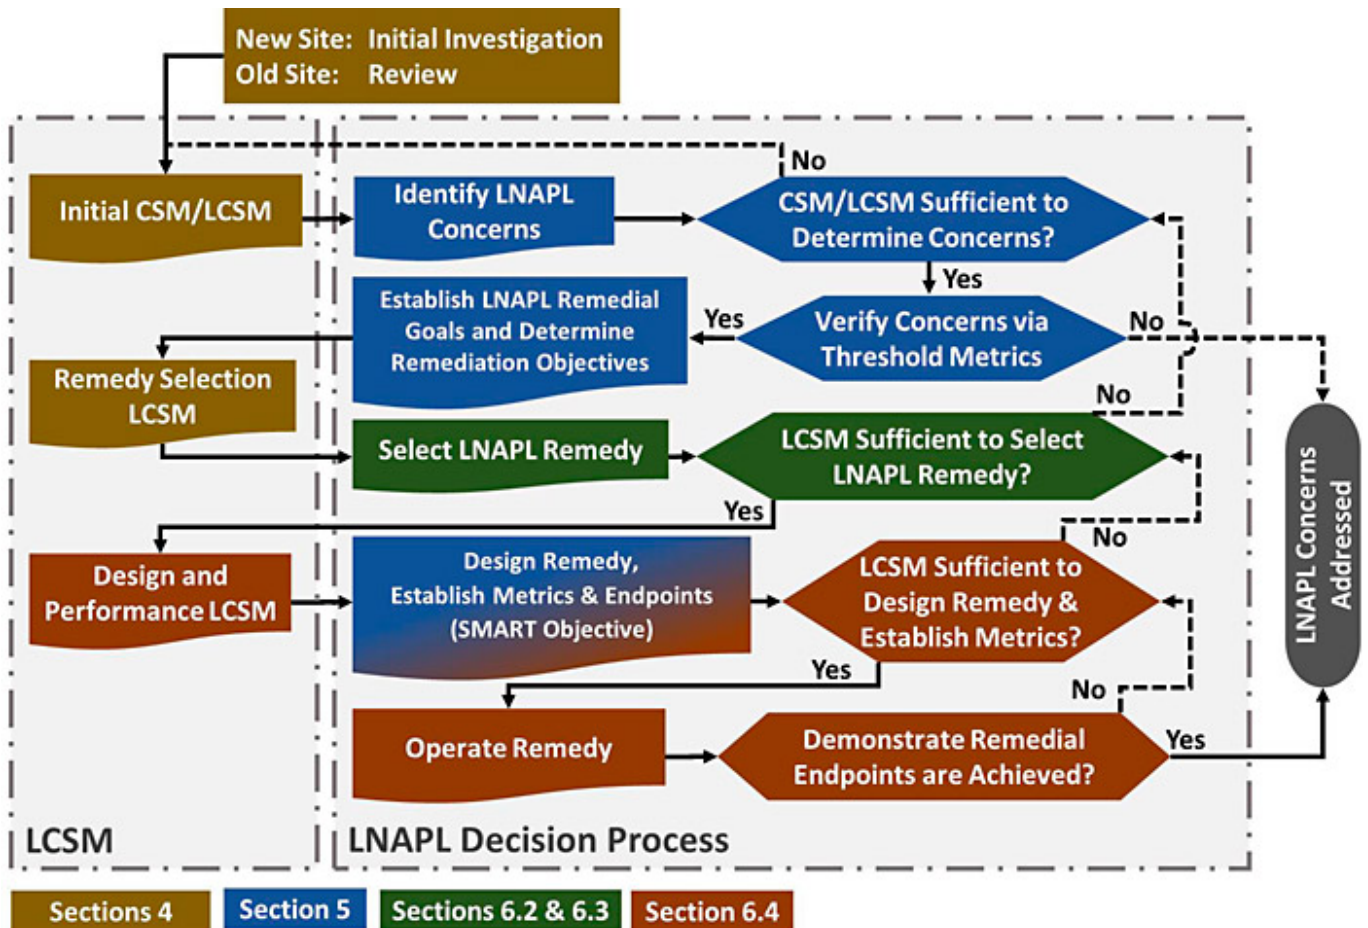 New Site: Initial Investigation
Old Site: Review
No
Initial CSM/LCSM
Identify LNAPL
Concerns
CSM/LCSM Sufficient to
Determine Concerns?
Yes
Establish LNAPL Remedial
Goals and Determine
Remediation Objectives
Yes
Verify Concerns via
Threshold Metrics
No
Remedy Selection
LCSM
No
Select LNAPL Remedy
LCSM Sufficient to Select
LNAPL Remedy?
Yes
No
Design and
Performance LCSM
Design Remedy,
Establish Metrics & Endpoints
(SMART Objective)
LCSM Sufficient to
Design Remedy &
Establish Metrics?
Yes
No
Operate Remedy
Demonstrate Remedial
Endpoints are Achieved?
Yes
LNAPL Concerns
Addressed
LCSM
LNAPL Decision Process
Sections 4
Section 5
Sections 6.2 & 6.3
Section 6.4